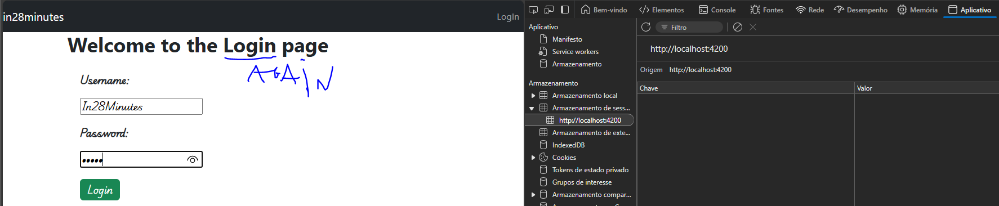 in28minutes
LogIn
Welcome to the Login page
AGAIN
Username:
In28Minutes
Password:
•••••
Login
Bem-vindo
Elementos
Console
Fontes
Rede
Desempenho
Memória
Aplicativo
Aplicativo
Manifesto
Service workers
Armazenamento
Armazenamento
Armazenamento local
Armazenamento de sess...
http://localhost:4200
Armazenamento de exte...
IndexedDB
Cookies
Tokens de estado privado
Grupos de interesse
Armazenamento compar...
Filtro
http://localhost:4200
Origem http://localhost:4200
Chave Valor